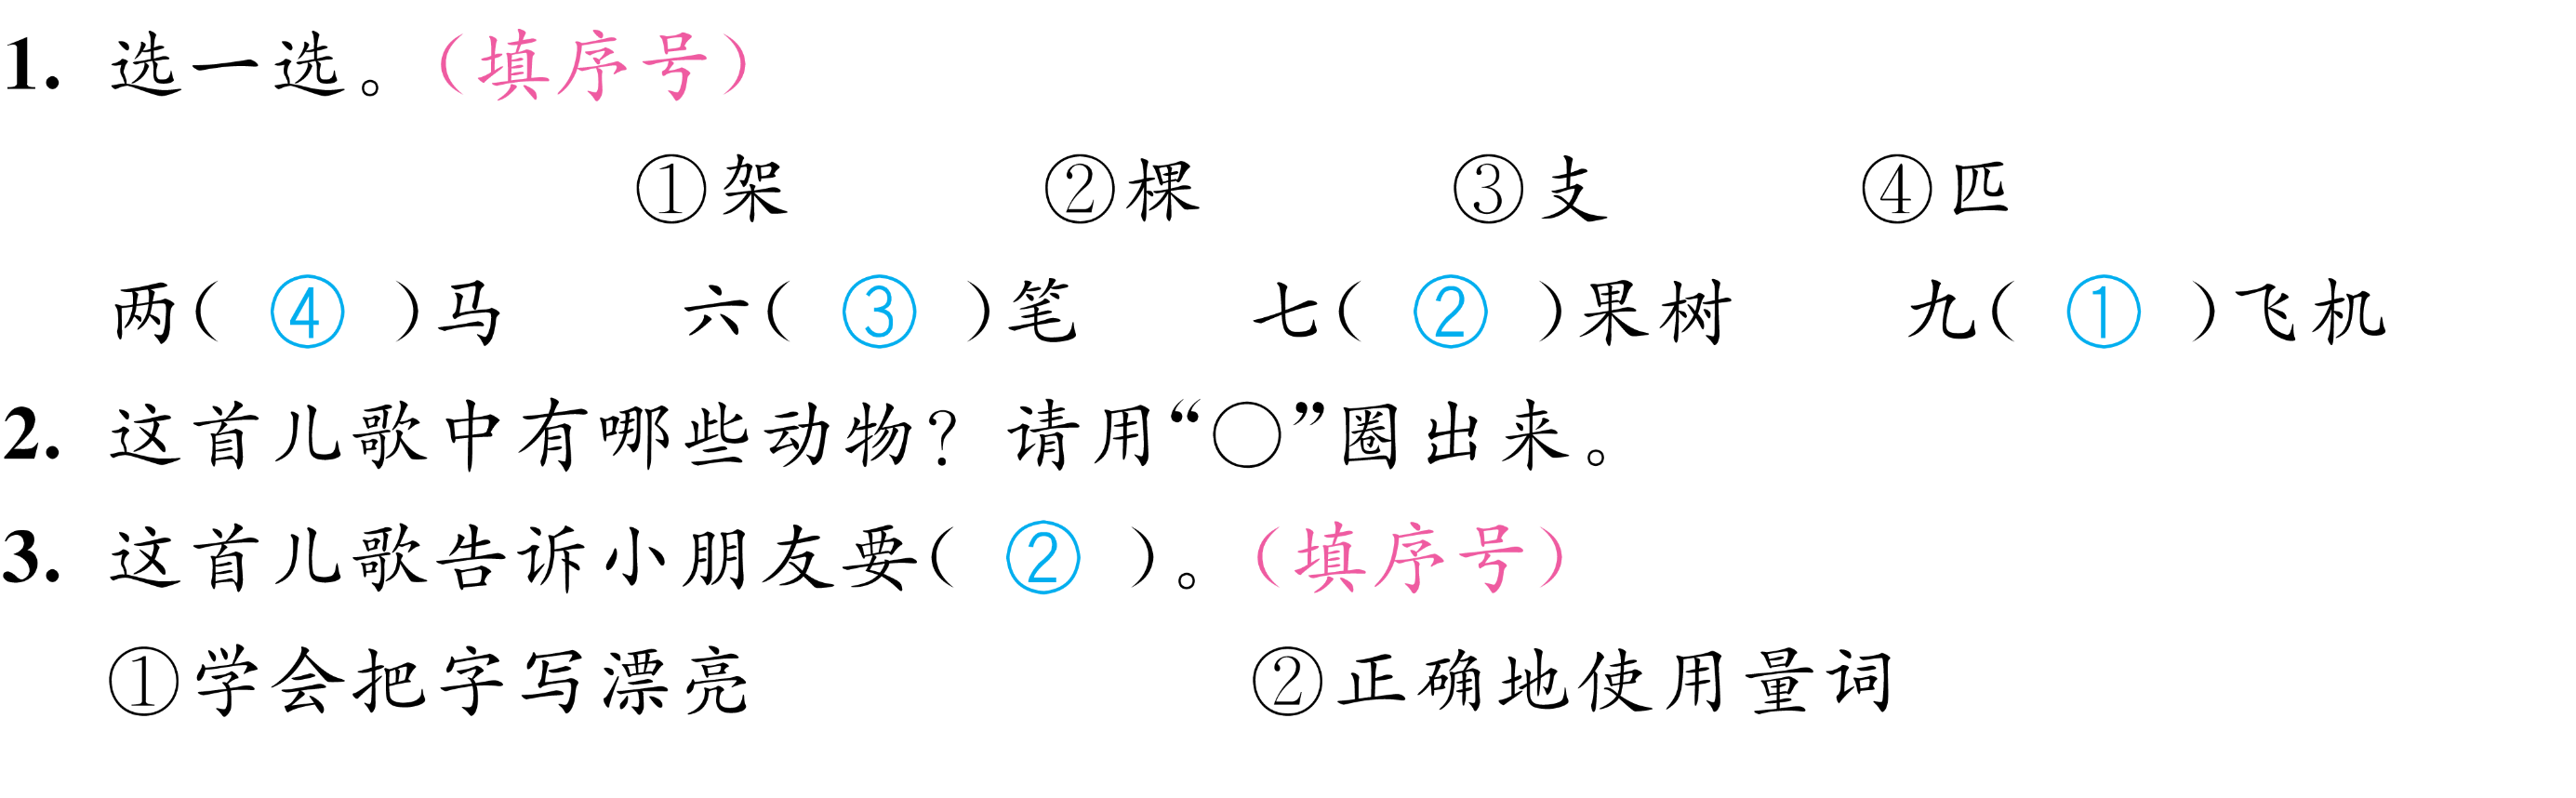 1. 选一选。（填序号）
①架 ②棵 ③支 ④匹
两( ④ )马 六( ③ )笔 七( ② )果树 九( ① )飞机
2. 这首儿歌中有哪些动物？请用“○”圈出来。
3. 这首儿歌告诉小朋友要( ② )。（填序号）
①学会把字写漂亮 ②正确地使用量词